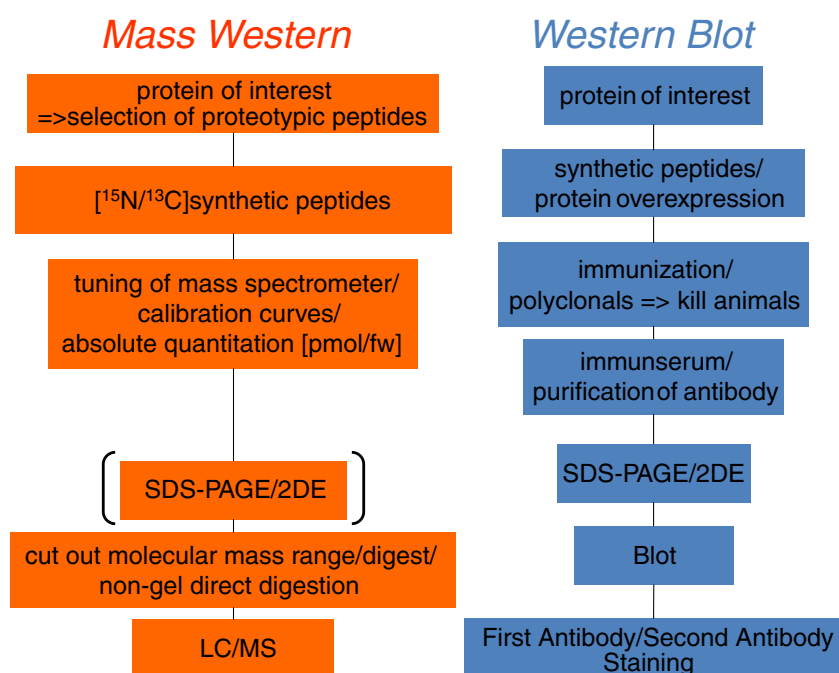 Mass Western
protein of interest
=>selection of proteotypic peptides
[¹⁵N/¹³C]synthetic peptides
tuning of mass spectrometer/
calibration curves/
absolute quantitation [pmol/fw]
SDS-PAGE/2DE
cut out molecular mass range/digest/
non-gel direct digestion
LC/MS
Western Blot
protein of interest
synthetic peptides/
protein overexpression
immunization/
polyclonals => kill animals
immunserum/
purification of antibody
SDS-PAGE/2DE
Blot
First Antibody/Second Antibody
Staining